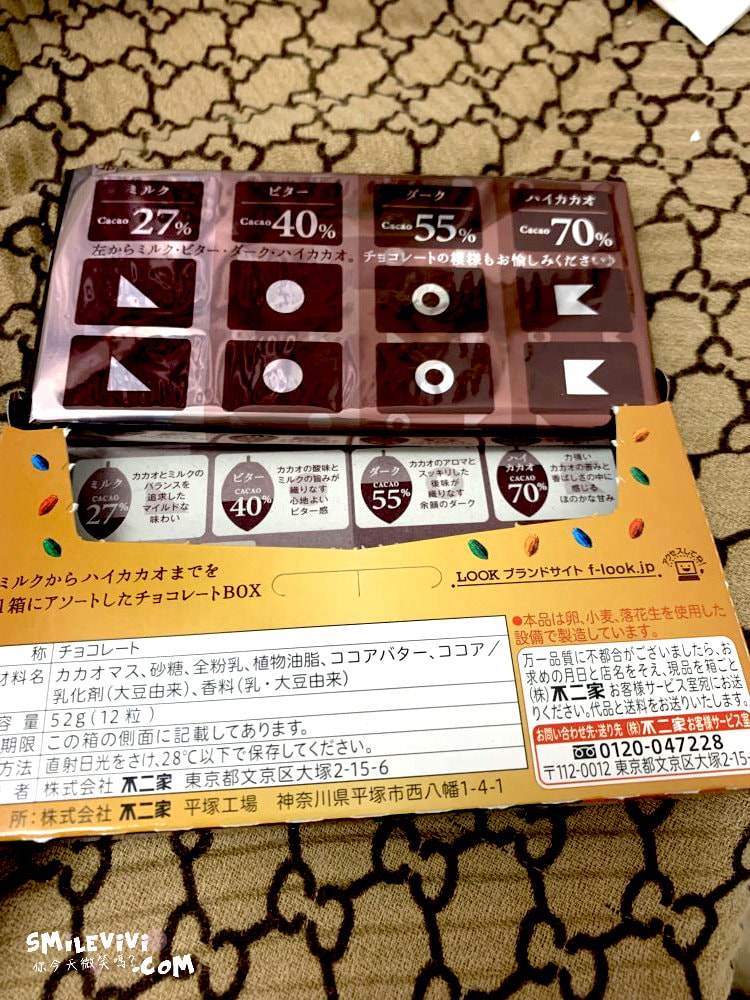 ミルク
Cacao 27%
ビター
Cacao 40%
ダーク
Cacao 55%
ハイカカオ
Cacao 70%
左からミルク・ビター・ダーク・ハイカカオ。チョコレートの模様もお愉しみください♪
ミルク
CACAO
27%
カカオとミルクの
バランスを
追求した
マイルドな
味わい
ビター
CACAO
40%
カカオの酸味と
ミルクの旨みが
織りなす
心地よい
ビター感
ダーク
CACAO
55%
カカオのアロマと
スッキリした
後味が
織りなす
余韻のダーク
ハイ
カカオ
CACAO
70%
力強い
カカオの苦みと
香ばしさの中に
感じる
ほのかな甘み
ミルクからハイカカオまでを
1箱にアソートしたチョコレートBOX
LOOK ブランドサイト f-look.jp
アクセスしてね!
称 チョコレート
材料名 カカオマス、砂糖、全粉乳、植物油脂、ココアバター、ココア/
乳化剤(大豆由来)、香料(乳・大豆由来)
容量 52g(12粒)
期限 この箱の側面に記載してあります。
方法 直射日光をさけ、28℃以下で保存してください。
者 株式会社 不二家 東京都文京区大塚2-15-6
所:株式会社 不二家 平塚工場 神奈川県平塚市西八幡1-4-1
●本品は卵、小麦、落花生を使用した
設備で製造しています。
万一品質に不都合がございましたら、お
求めの月日と店名をそえ、現品を箱ごと
(株)不二家 お客様サービス室宛にお送
りください。代品と送料をお送りいたします。
お問い合わせ先・送り先 (株)不二家 お客様サービス室
0120-047228
〒112-0012 東京都文京区大塚2-15-
SMiLEViVi
你今天微笑嗎?.COM